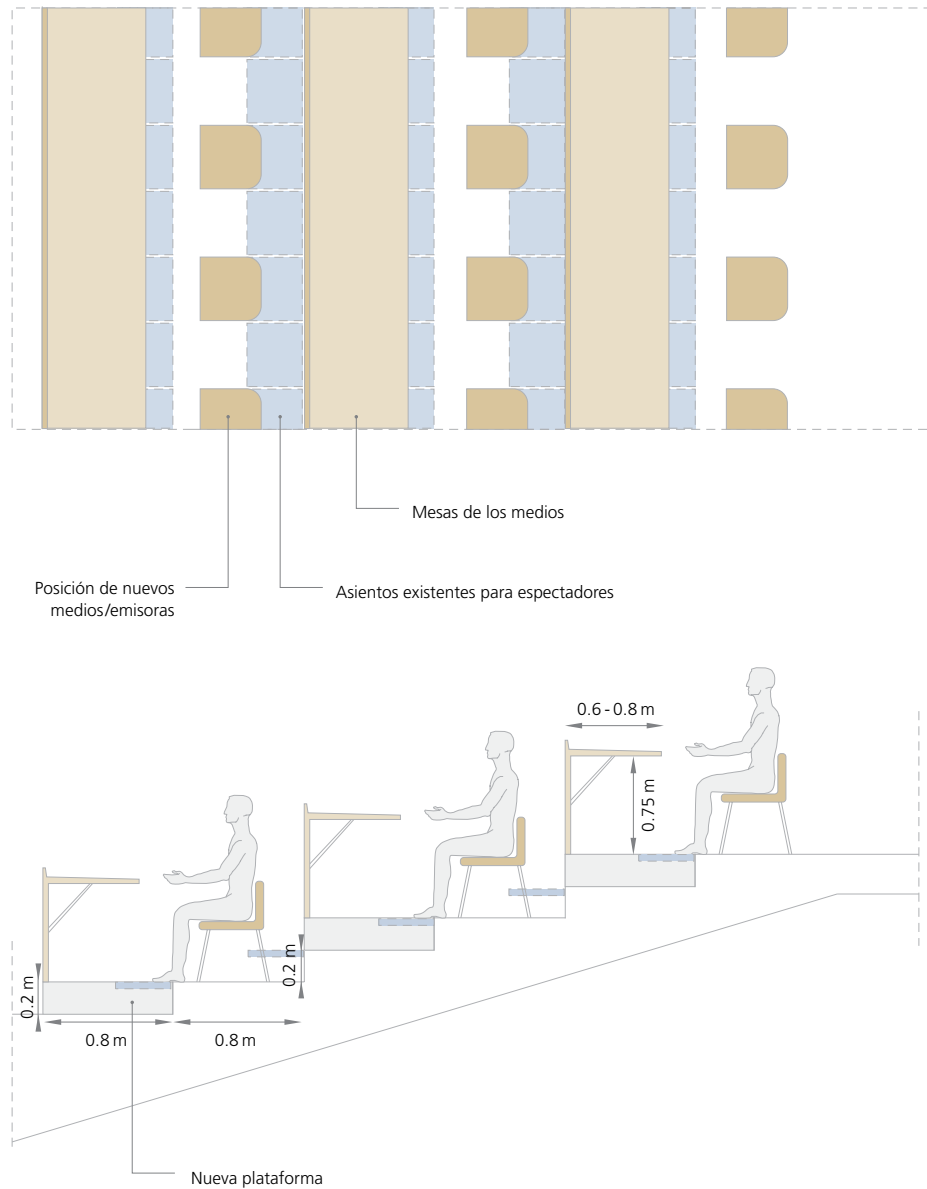 Mesas de los medios
Posición de nuevos
medios/emisoras
Asientos existentes para espectadores
0.6 - 0.8 m
0.75 m
0.2 m
0.2 m
0.8 m
0.8 m
Nueva plataforma